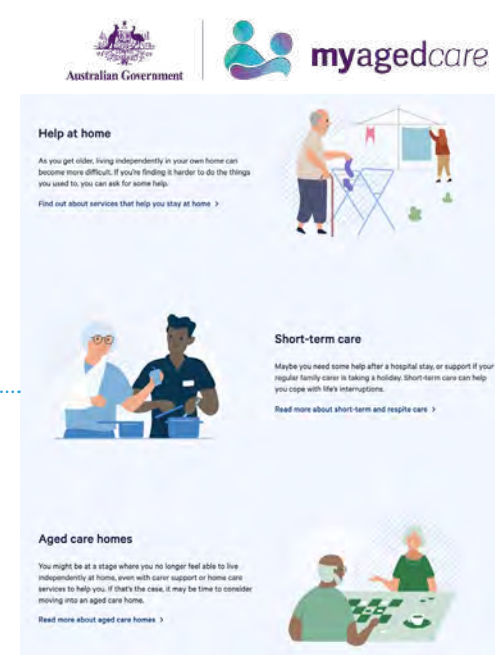 Australian Government
myagedcare
Help at home
As you get older, living independently in your own home can
become more difficult. If you're finding it harder to do the things
you used to, you can ask for some help.
Find out about services that help you stay at home >
Short-term care
Maybe you need some help after a hospital stay, or support if your
regular family carer is taking a holiday. Short-term care can help
you cope with life's interruptions.
Read more about short-term and respite care >
Aged care homes
You might be at a stage where you no longer feel able to live
independently at home, even with carer support or home care
services to help you. If that's the case, it may be time to consider
moving into an aged care home.
Read more about aged care homes >